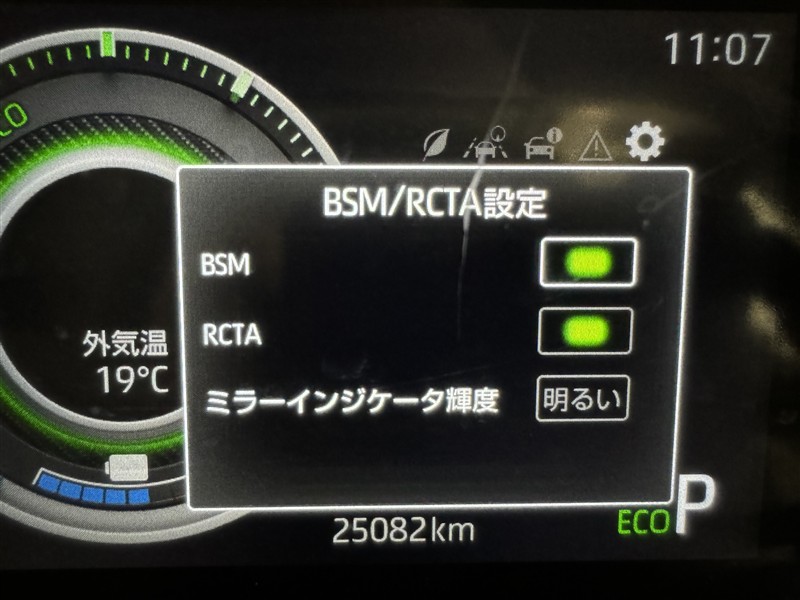 11:07
BSM/RCTA設定
BSM
RCTA
ミラーインジケータ輝度 明るい
外気温
19°C
25082km
ECO P